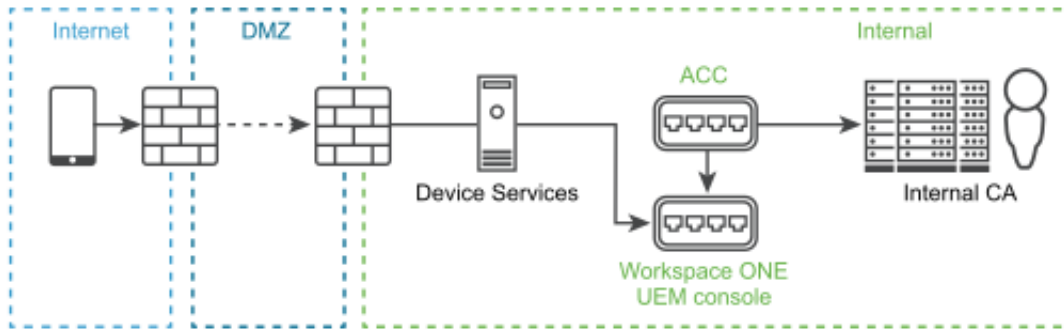 Internet
DMZ
Internal
ACC
Device Services
Internal CA
Workspace ONE
UEM console